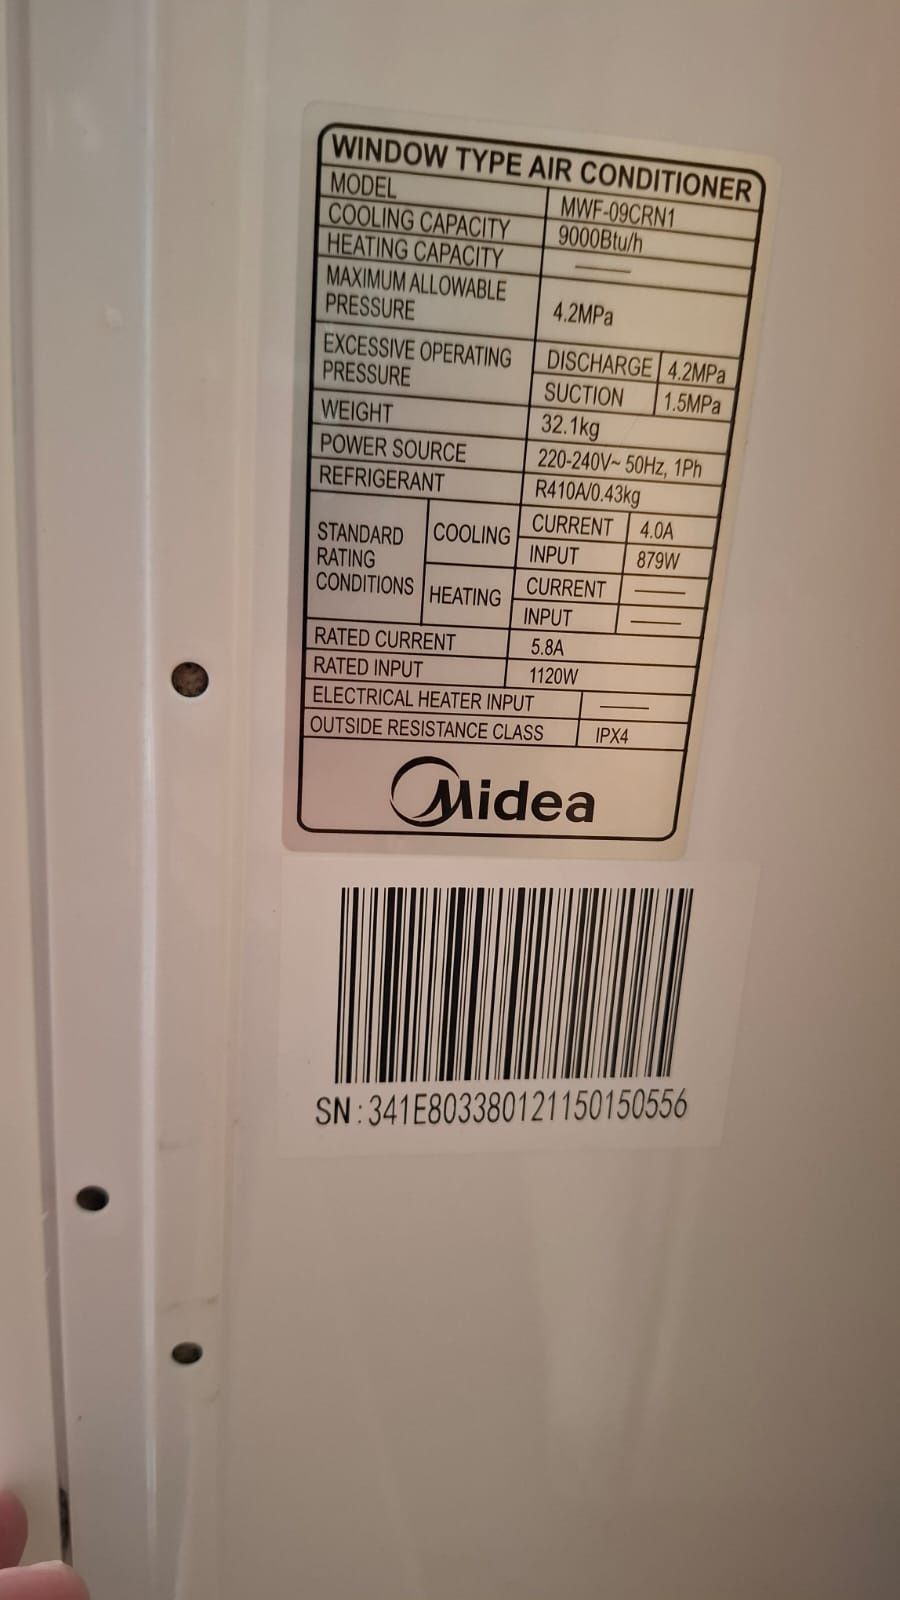 WINDOW TYPE AIR CONDITIONER
MODEL MWF-09CRN1
COOLING CAPACITY 9000Btu/h
HEATING CAPACITY ——
MAXIMUM ALLOWABLE PRESSURE 4.2MPa
EXCESSIVE OPERATING PRESSURE DISCHARGE 4.2MPa
SUCTION 1.5MPa
WEIGHT 32.1kg
POWER SOURCE 220-240V~ 50Hz, 1Ph
REFRIGERANT R410A/0.43kg
STANDARD RATING CONDITIONS COOLING CURRENT 4.0A
INPUT 879W
HEATING CURRENT ——
INPUT ——
RATED CURRENT 5.8A
RATED INPUT 1120W
ELECTRICAL HEATER INPUT ——
OUTSIDE RESISTANCE CLASS IPX4
Midea
SN:341E803380121150150556